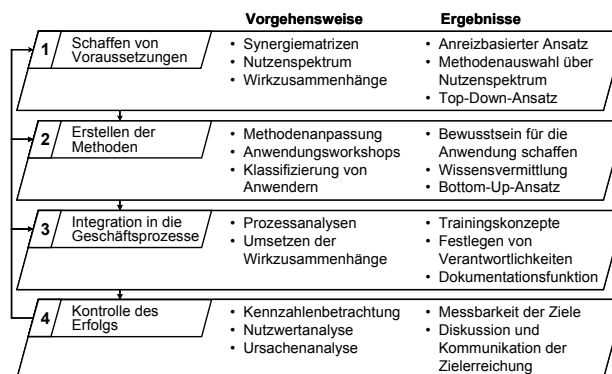 Vorgehensweise
Ergebnisse
1
Schaffen von
Voraussetzungen
• Synergiematrizen
• Nutzenspektrum
• Wirkzusammenhänge
• Anreizbasierter Ansatz
• Methodenauswahl über
Nutzenspektrum
• Top-Down-Ansatz
2
Erstellen der
Methoden
• Methodenanpassung
• Anwendungsworkshops
• Klassifizierung von
Anwendern
• Bewusstsein für die
Anwendung schaffen
• Wissensvermittlung
• Bottom-Up-Ansatz
3
Integration in die
Geschäftsprozesse
• Prozessanalysen
• Umsetzen der
Wirkzusammenhänge
• Trainingskonzepte
• Festlegen von
Verantwortlichkeiten
• Dokumentationsfunktion
4
Kontrolle des
Erfolgs
• Kennzahlenbetrachtung
• Nutzwertanalyse
• Ursachenanalyse
• Messbarkeit der Ziele
• Diskussion und
Kommunikation der
Zielerreichung